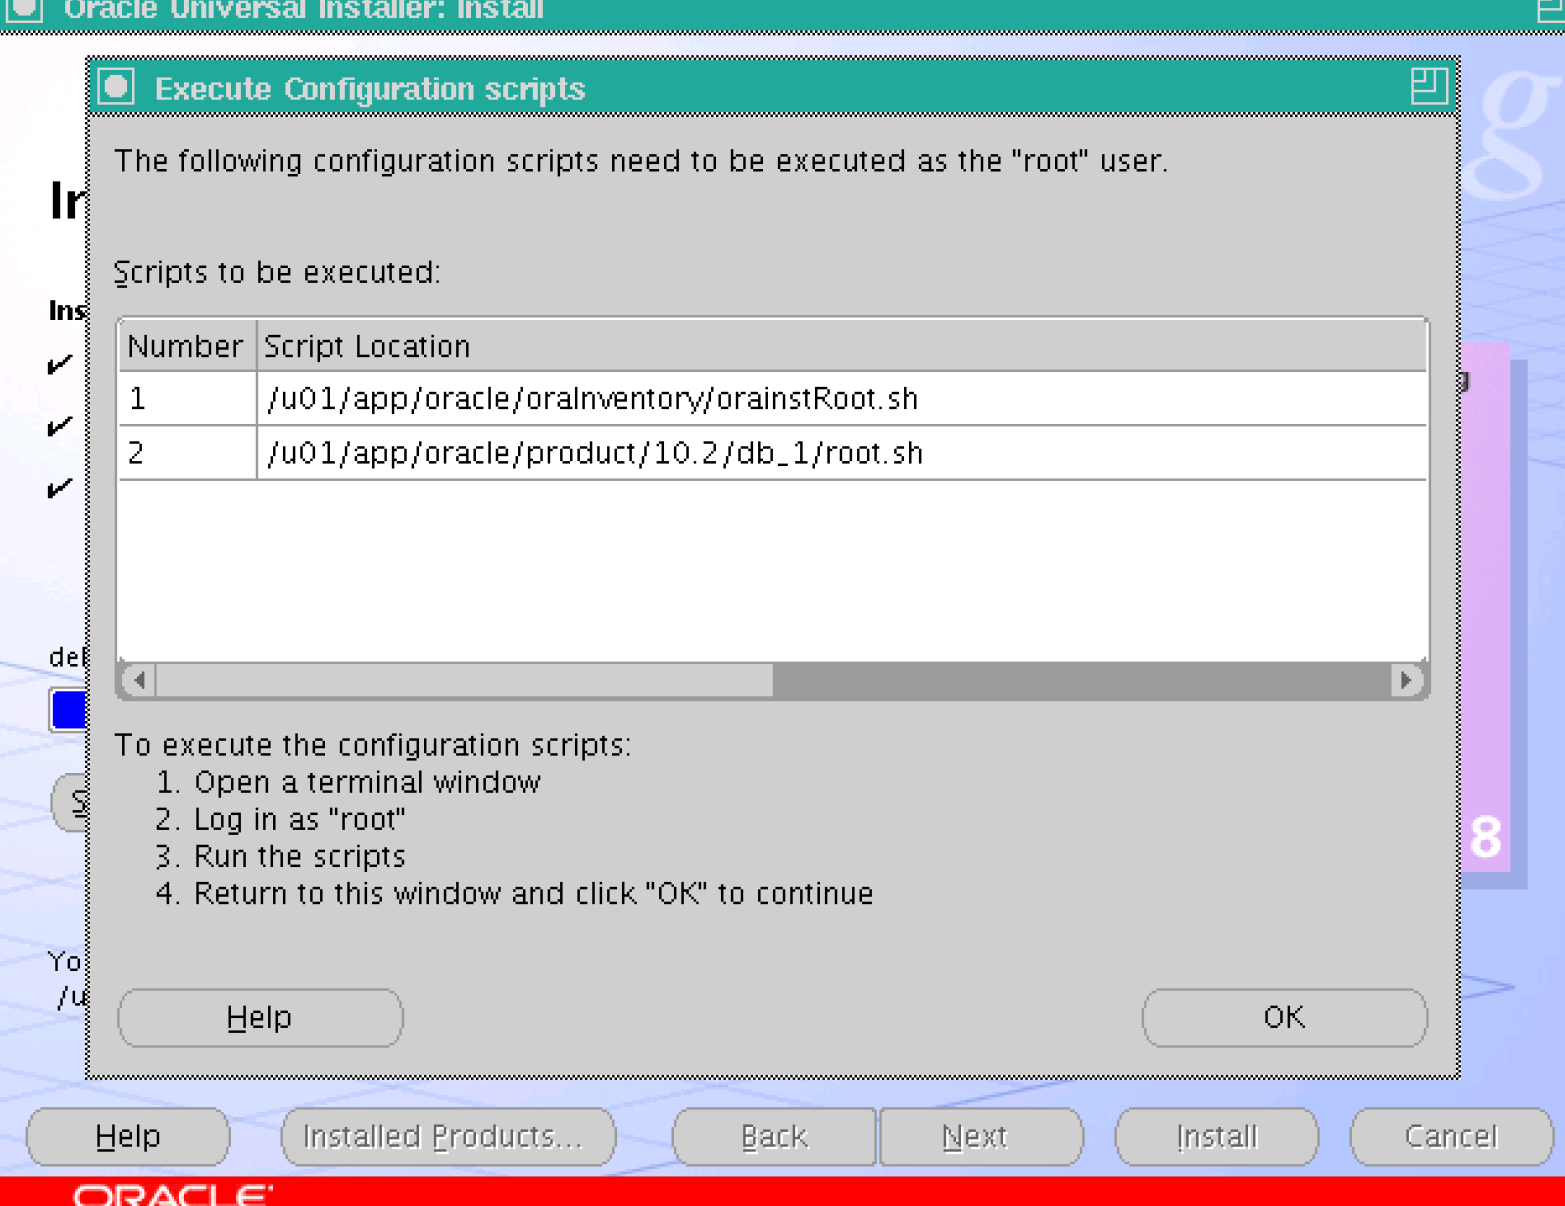 Oracle Universal Installer: Install
Execute Configuration scripts
The following configuration scripts need to be executed as the "root" user.
Scripts to be executed:
Number Script Location
1 /u01/app/oracle/oraInventory/orainstRoot.sh
2 /u01/app/oracle/product/10.2/db_1/root.sh
To execute the configuration scripts:
1. Open a terminal window
2. Log in as "root"
3. Run the scripts
4. Return to this window and click "OK" to continue
Help OK
8
g
Help Installed Products... Back Next Install Cancel
ORACLE